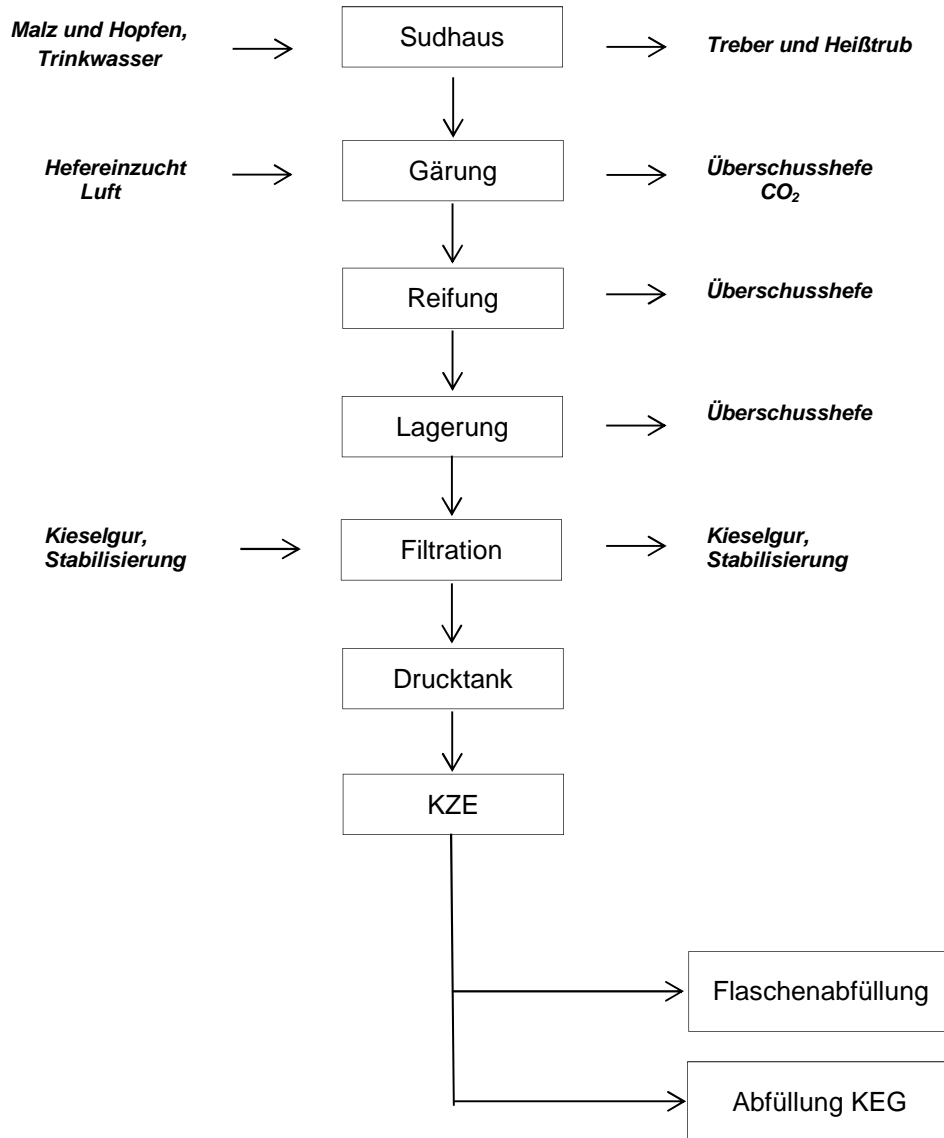 Malz und Hopfen,
Trinkwasser
Sudhaus
Treber und Heißtrub
Hefereinzucht
Luft
Gärung
Überschusshefe
CO₂
Reifung
Überschusshefe
Lagerung
Überschusshefe
Kieselgur,
Stabilisierung
Filtration
Kieselgur,
Stabilisierung
Drucktank
KZE
Flaschenabfüllung
Abfüllung KEG